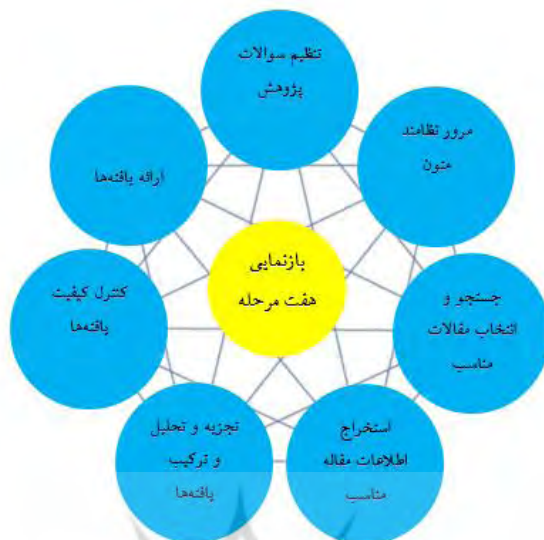 تنظیم سوالات
پژوهش
مرور نظامند
متون
جستجو و
انتخاب مقالات
مناسب
استخراج
اطلاعات مقاله
مناسب
تجزیه و تحلیل
و ترکیب
یافته‌ها
کنترل کیفیت
یافته‌ها
ارائه یافته‌ها
بازنمایی
هفت مرحله